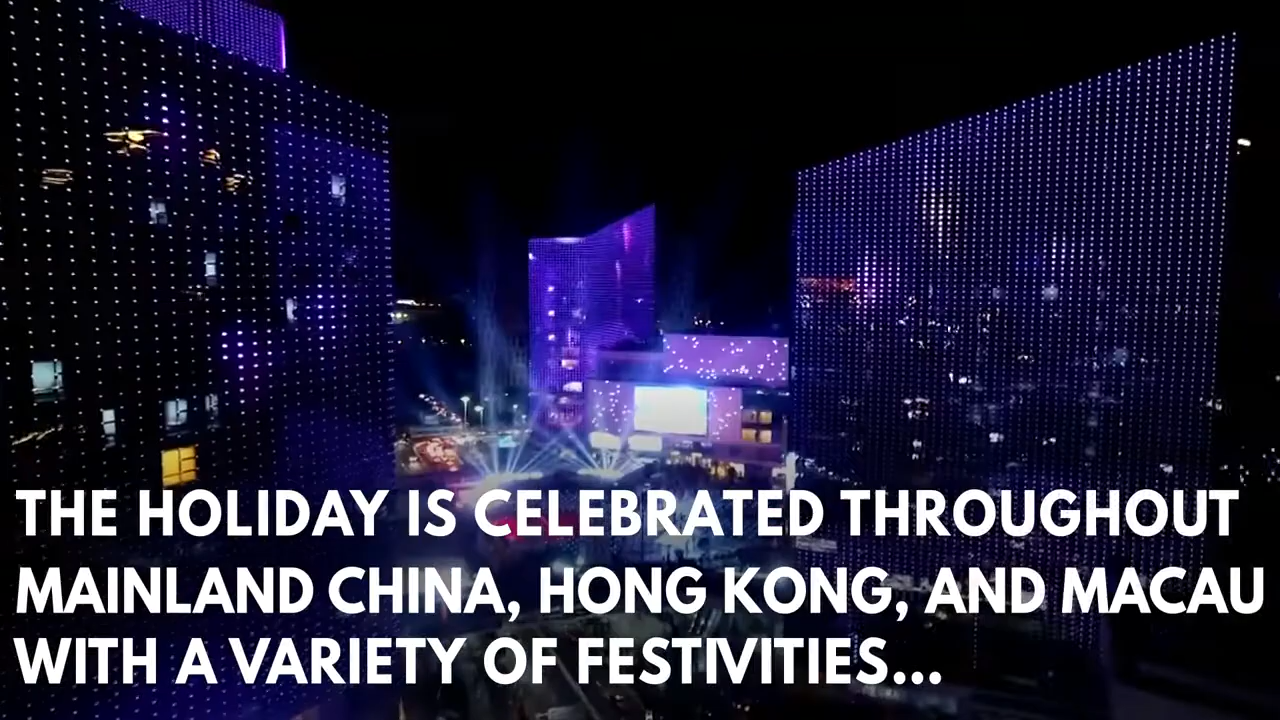 THE HOLIDAY IS CELEBRATED THROUGHOUT
MAINLAND CHINA, HONG KONG, AND MACAU
WITH A VARIETY OF FESTIVITIES...